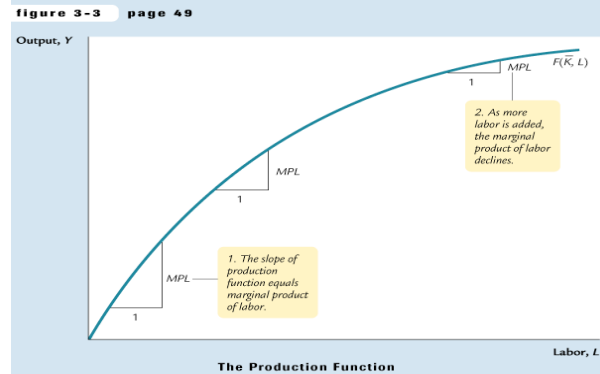 figure 3-3 page 49
Output, Y
F(K̅, L)
MPL
1
2. As more
labor is added,
the marginal
product of labor
declines.
MPL
1
1. The slope of
production
function equals
marginal product
of labor.
MPL
1
Labor, L
The Production Function